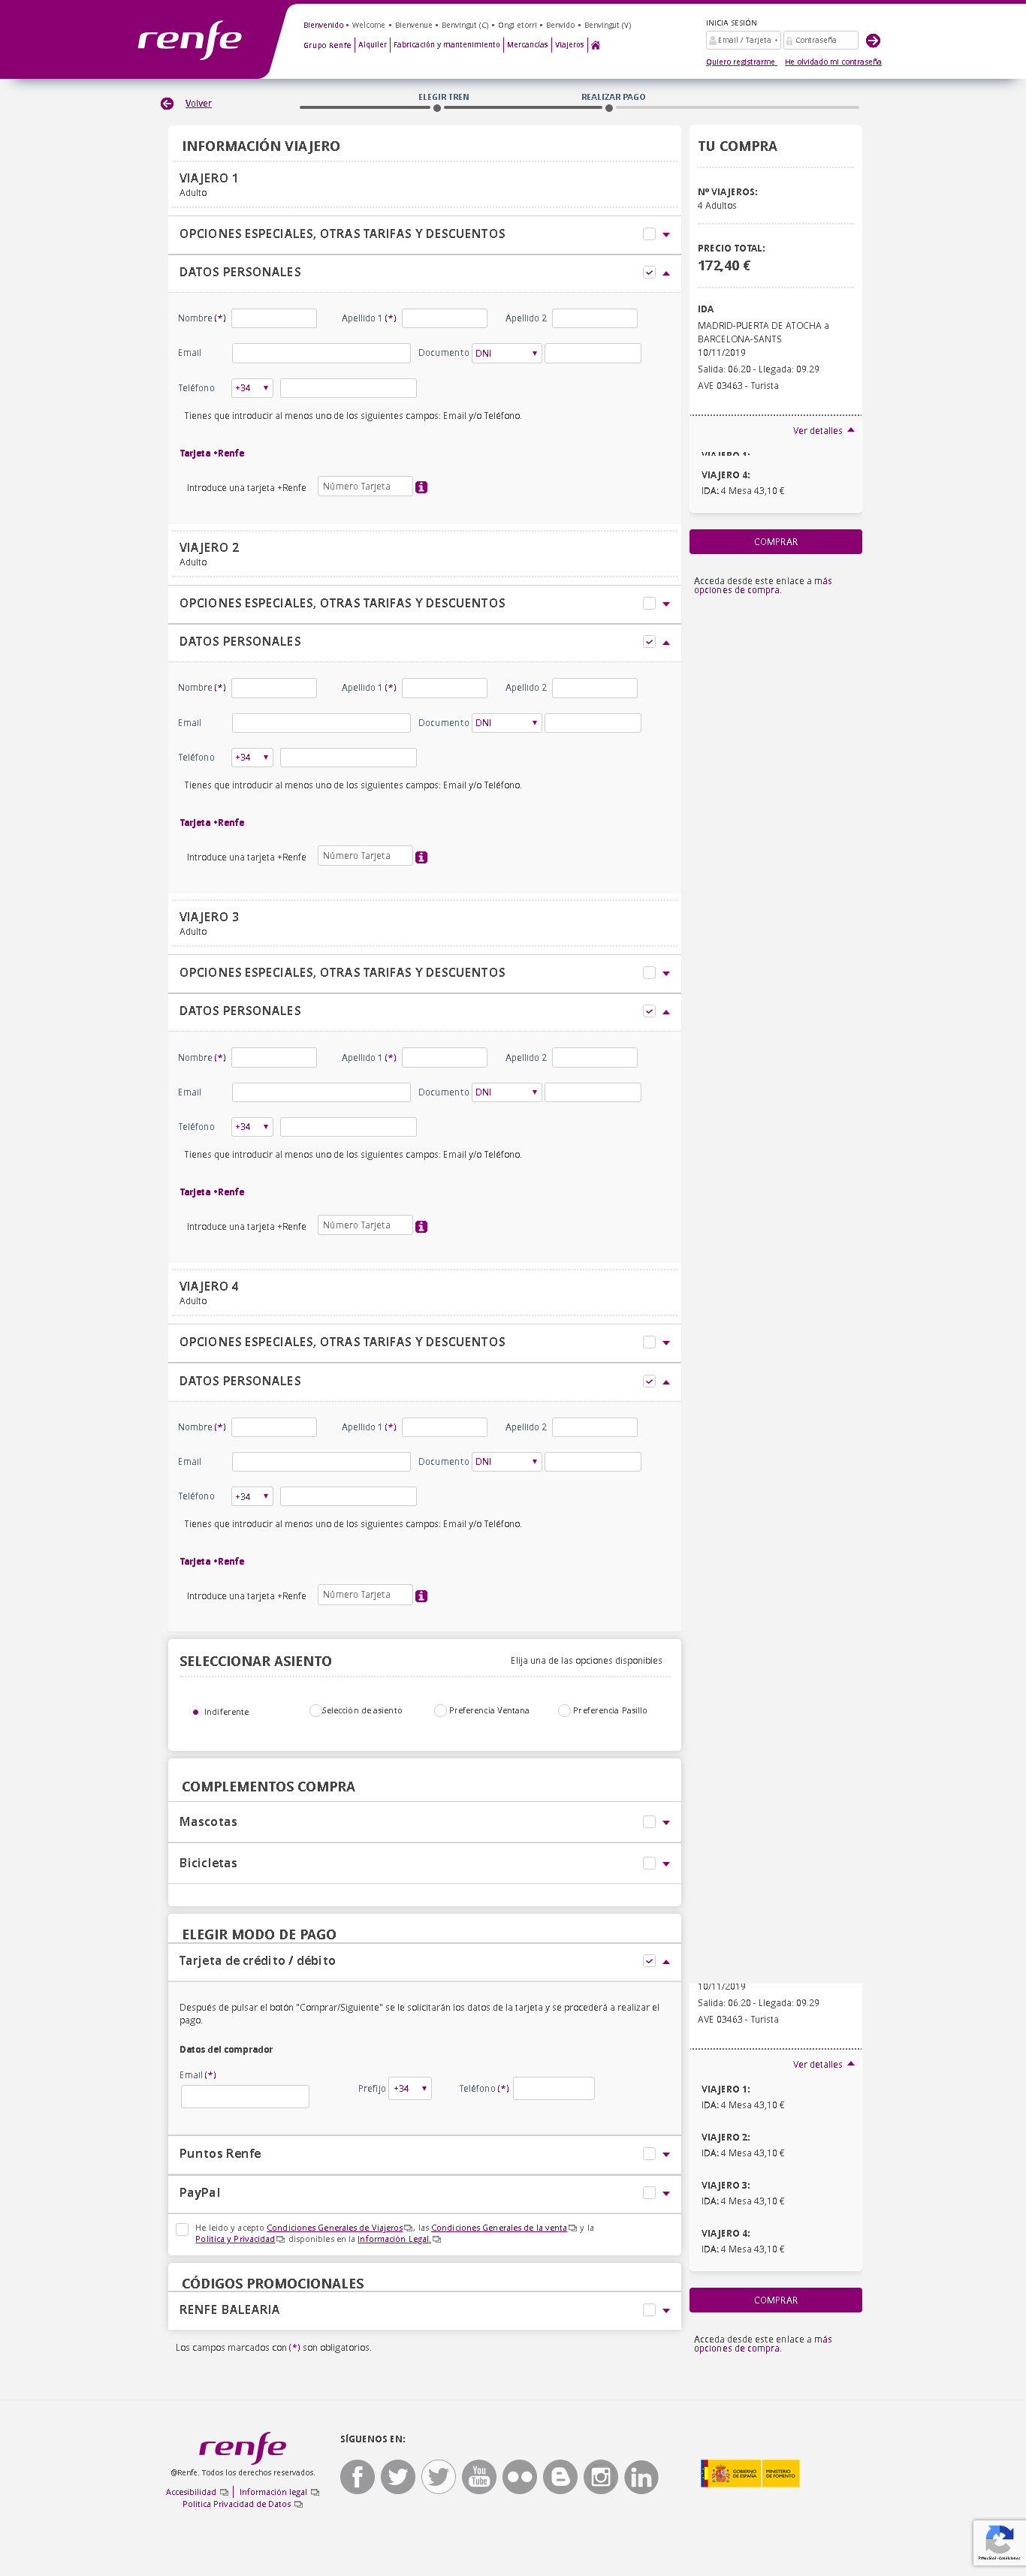 renfe
Bienvenido • Welcome • Bienvenue • Benvingut (C) • Ongi etorri • Benvido • Benvingut (V)
Grupo Renfe | Alquiler | Fabricación y mantenimiento | Mercancías | Viajeros
INICIA SESIÓN
Email / Tarjeta + Contraseña
Quiero registrarme He olvidado mi contraseña
Volver
ELEGIR TREN REALIZAR PAGO
INFORMACIÓN VIAJERO
VIAJERO 1
Adulto
OPCIONES ESPECIALES, OTRAS TARIFAS Y DESCUENTOS
DATOS PERSONALES
Nombre (*) Apellido 1 (*) Apellido 2
Email Documento DNI
Teléfono +34
Tienes que introducir al menos uno de los siguientes campos: Email y/o Teléfono.
Tarjeta +Renfe
Introduce una tarjeta +Renfe Número Tarjeta
VIAJERO 2
Adulto
OPCIONES ESPECIALES, OTRAS TARIFAS Y DESCUENTOS
DATOS PERSONALES
Nombre (*) Apellido 1 (*) Apellido 2
Email Documento DNI
Teléfono +34
Tienes que introducir al menos uno de los siguientes campos: Email y/o Teléfono.
Tarjeta +Renfe
Introduce una tarjeta +Renfe Número Tarjeta
VIAJERO 3
Adulto
OPCIONES ESPECIALES, OTRAS TARIFAS Y DESCUENTOS
DATOS PERSONALES
Nombre (*) Apellido 1 (*) Apellido 2
Email Documento DNI
Teléfono +34
Tienes que introducir al menos uno de los siguientes campos: Email y/o Teléfono.
Tarjeta +Renfe
Introduce una tarjeta +Renfe Número Tarjeta
VIAJERO 4
Adulto
OPCIONES ESPECIALES, OTRAS TARIFAS Y DESCUENTOS
DATOS PERSONALES
Nombre (*) Apellido 1 (*) Apellido 2
Email Documento DNI
Teléfono +34
Tienes que introducir al menos uno de los siguientes campos: Email y/o Teléfono.
Tarjeta +Renfe
Introduce una tarjeta +Renfe Número Tarjeta
TU COMPRA
Nº VIAJEROS:
4 Adultos
PRECIO TOTAL:
172,40 €
IDA
MADRID-PUERTA DE ATOCHA a
BARCELONA-SANTS
10/11/2019
Salida: 06.20 - Llegada: 09.29
AVE 03463 - Turista
Ver detalles
VIAJERO 1:
VIAJERO 4:
IDA: 4 Mesa 43,10 €
COMPRAR
Acceda desde este enlace a más
opciones de compra.
SELECCIONAR ASIENTO Elija una de las opciones disponibles
Indiferente Selección de asiento Preferencia Ventana Preferencia Pasillo
COMPLEMENTOS COMPRA
Mascotas
Bicicletas
ELEGIR MODO DE PAGO
Tarjeta de crédito / débito
Después de pulsar el botón "Comprar/Siguiente" se le solicitarán los datos de la tarjeta y se procederá a realizar el
pago.
Datos del comprador
Email (*)
Prefijo +34 Teléfono (*)
Puntos Renfe
PayPal
He leido y acepto Condiciones Generales de Viajeros, las Condiciones Generales de la venta y la
Politica y Privacidad disponibles en la Información Legal.
CÓDIGOS PROMOCIONALES
RENFE BALEARIA
Los campos marcados con (*) son obligatorios.
10/11/2019
Salida: 06.20 - Llegada: 09.29
AVE 03463 - Turista
Ver detalles
VIAJERO 1:
IDA: 4 Mesa 43,10 €
VIAJERO 2:
IDA: 4 Mesa 43,10 €
VIAJERO 3:
IDA: 4 Mesa 43,10 €
VIAJERO 4:
IDA: 4 Mesa 43,10 €
COMPRAR
Acceda desde este enlace a más
opciones de compra.
renfe
@Renfe. Todos los derechos reservados.
Accesibilidad | Información legal
Política Privacidad de Datos
SÍGUENOS EN:
You
Tube
GOBIERNO
DE ESPAÑA
MINISTERIO
DE FOMENTO